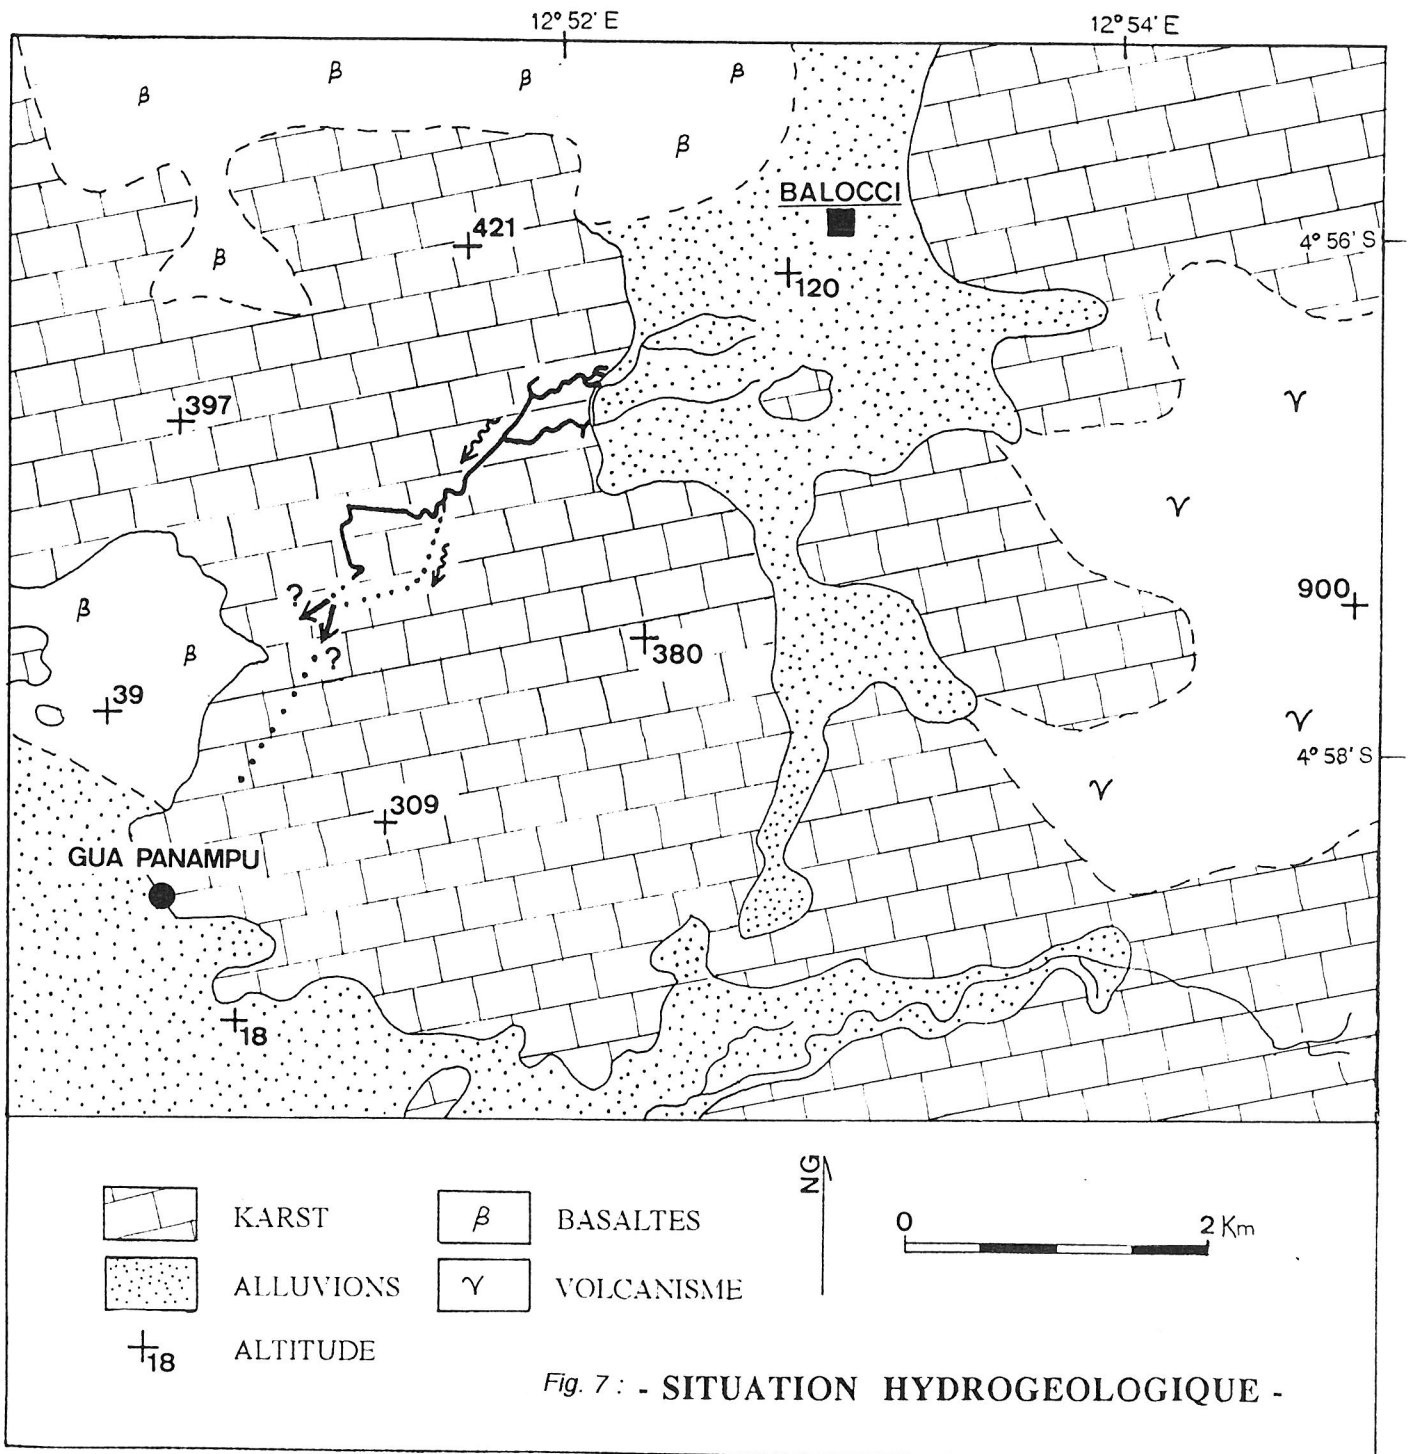 12° 52' E
12° 54' E
β
β
β
β
β
BALOCCI
421
4° 56' S
β
120
397
γ
γ
?
900
β
?
380
β
39
γ
4° 58' S
γ
309
GUA PANAMPU
18
NG
KARST
β
BASALTES
0
2 Km
ALLUVIONS
γ
VOLCANISME
18
ALTITUDE
Fig. 7 : - SITUATION HYDROGEOLOGIQUE -